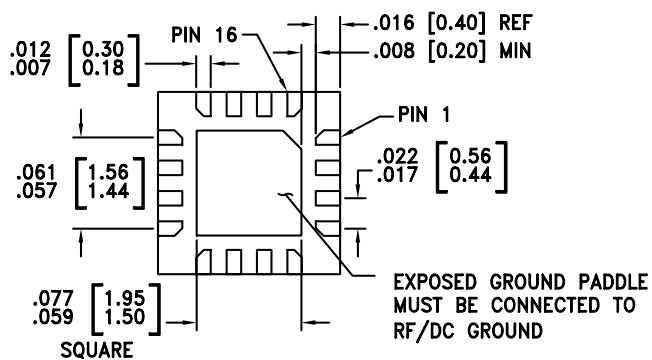 .016 [0.40] REF
PIN 16
.008 [0.20] MIN
.012 [0.30]
.007 [0.18]
PIN 1
.022 [0.56]
.017 [0.44]
.061 [1.56]
.057 [1.44]
.077 [1.95]
.059 [1.50]
SQUARE
EXPOSED GROUND PADDLE
MUST BE CONNECTED TO
RF/DC GROUND